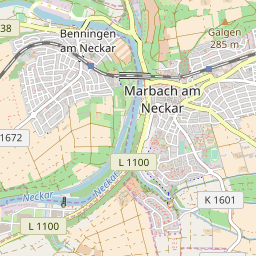 38
Benningen
am Neckar
Galgen
285 m
Marbach am
Neckar
1672
L 1100
Neckar
Neckar
K 1601
L 1100